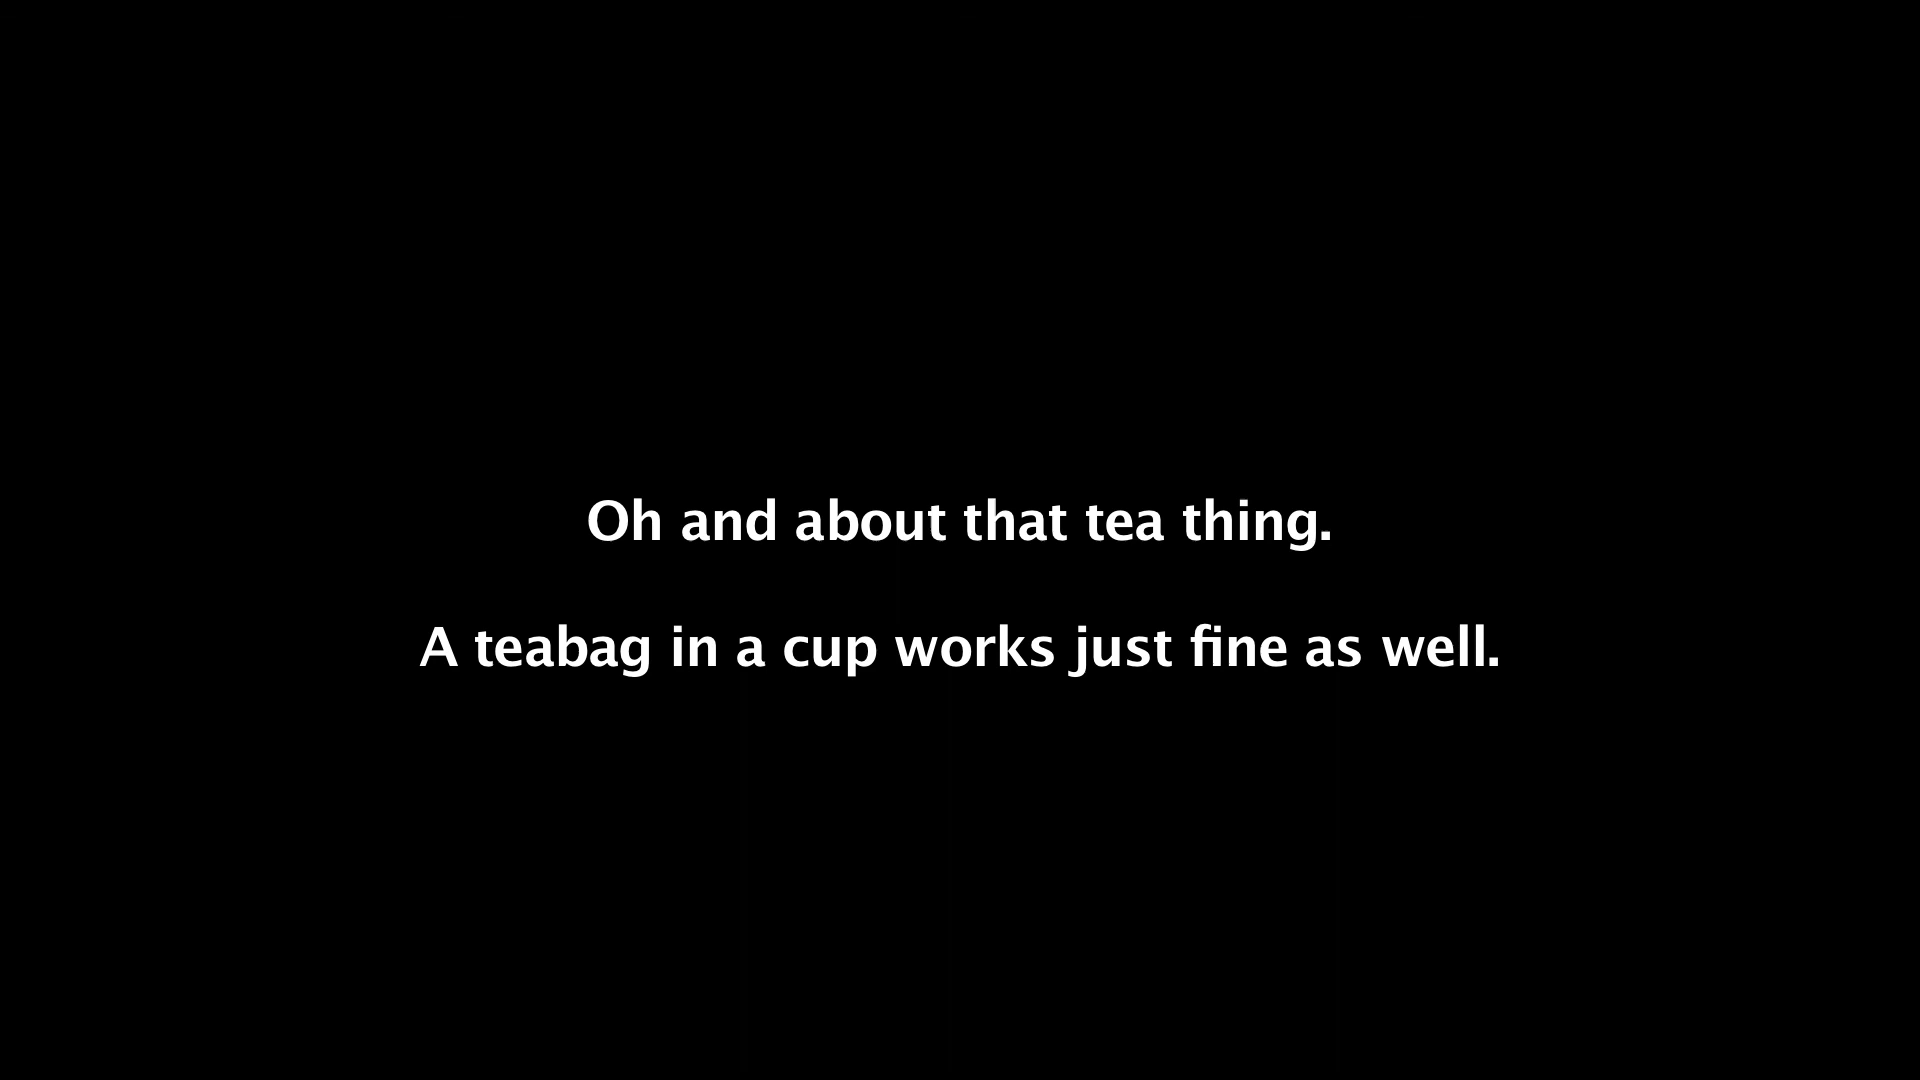 Oh and about that tea thing.
A teabag in a cup works just fine as well.